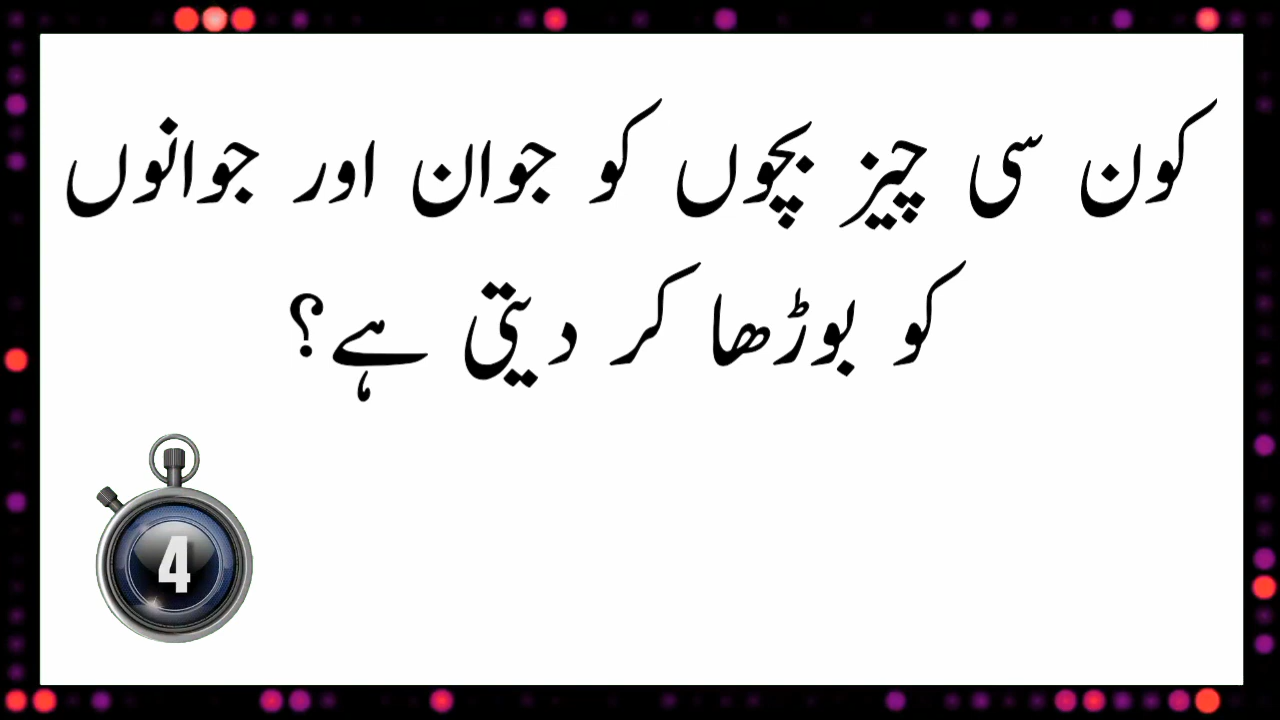 کون سی چیز بچوں کو جوان اور جوانوں
کو بوڑھا کر دیتی ہے؟
4